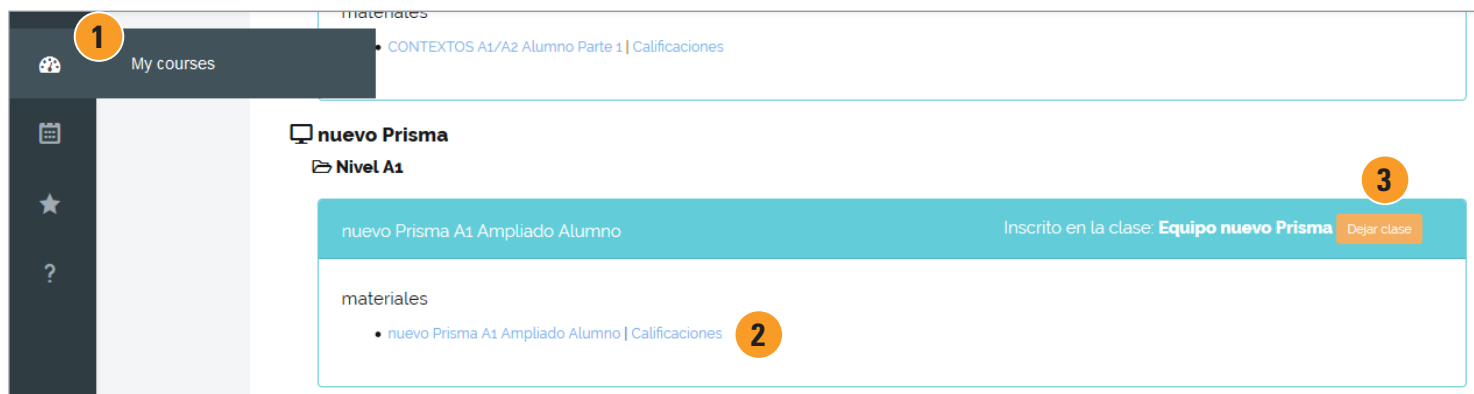 materiales
1
CONTEXTOS A1/A2 Alumno Parte 1 | Calificaciones
My courses
nuevo Prisma
Nivel A1
3
nuevo Prisma A1 Ampliado Alumno
Inscrito en la clase: Equipo nuevo Prisma Dejar clase
?
materiales
nuevo Prisma A1 Ampliado Alumno | Calificaciones 2